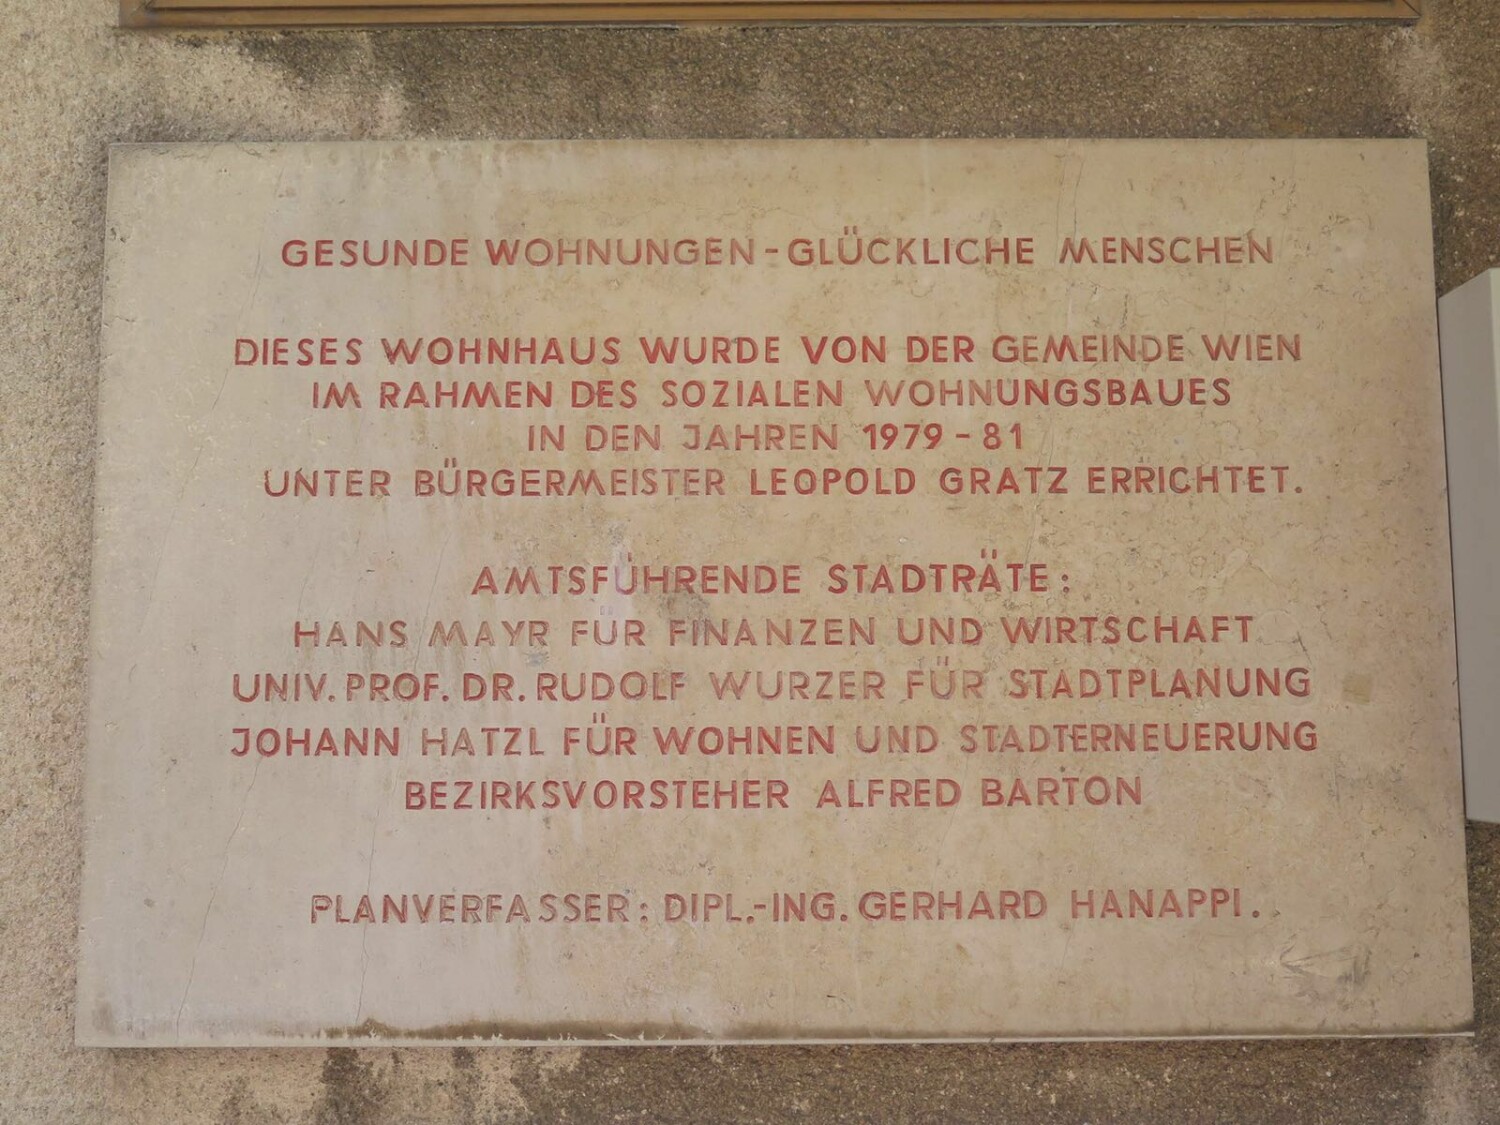 GESUNDE WOHNUNGEN - GLÜCKLICHE MENSCHEN
DIESES WOHNHAUS WURDE VON DER GEMEINDE WIEN
IM RAHMEN DES SOZIALEN WOHNUNGSBAUES
IN DEN JAHREN 1979 - 81
UNTER BÜRGERMEISTER LEOPOLD GRATZ ERRICHTET.
AMTSFÜHRENDE STADTRÄTE:
HANS MAYR FÜR FINANZEN UND WIRTSCHAFT
UNIV. PROF. DR. RUDOLF WURZER FÜR STADTPLANUNG
JOHANN HATZL FÜR WOHNEN UND STADTERNEUERUNG
BEZIRKSVORSTEHER ALFRED BARTON
PLANVERFASSER: DIPL.-ING. GERHARD HANAPPI.